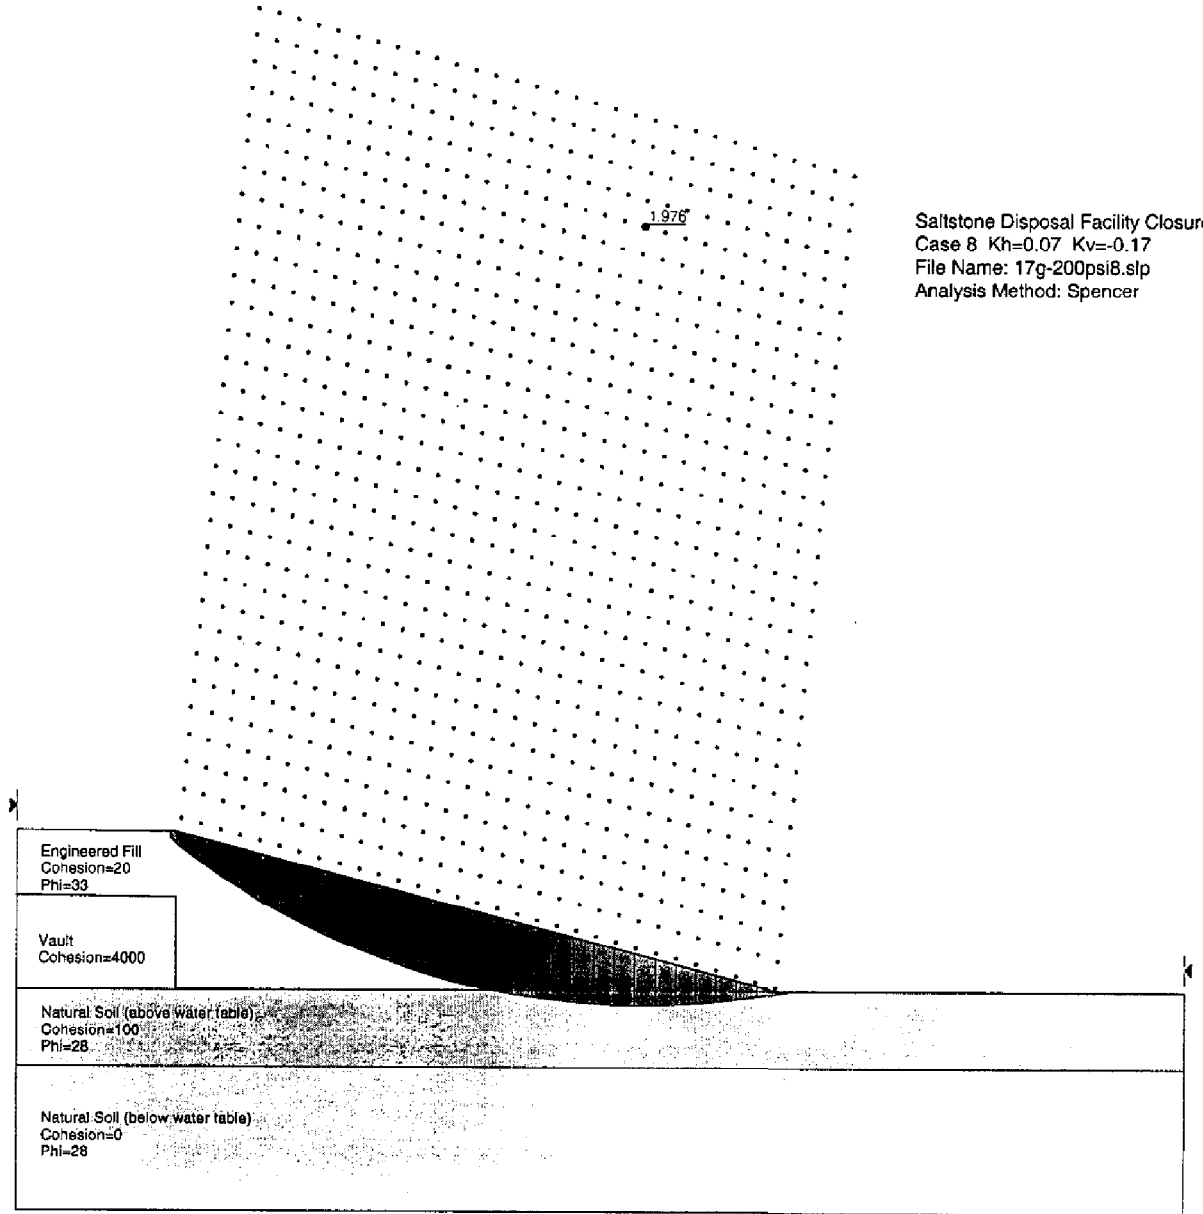 1.976
Saltstone Disposal Facility Closure
Case 8 Kh=0.07 Kv=-0.17
File Name: 17g-200psi8.slp
Analysis Method: Spencer
Engineered Fill
Cohesion=20
Phi=33
Vault
Cohesion=4000
Natural Soil (above water table)
Cohesion=100
Phi=28
Natural Soil (below water table)
Cohesion=0
Phi=28